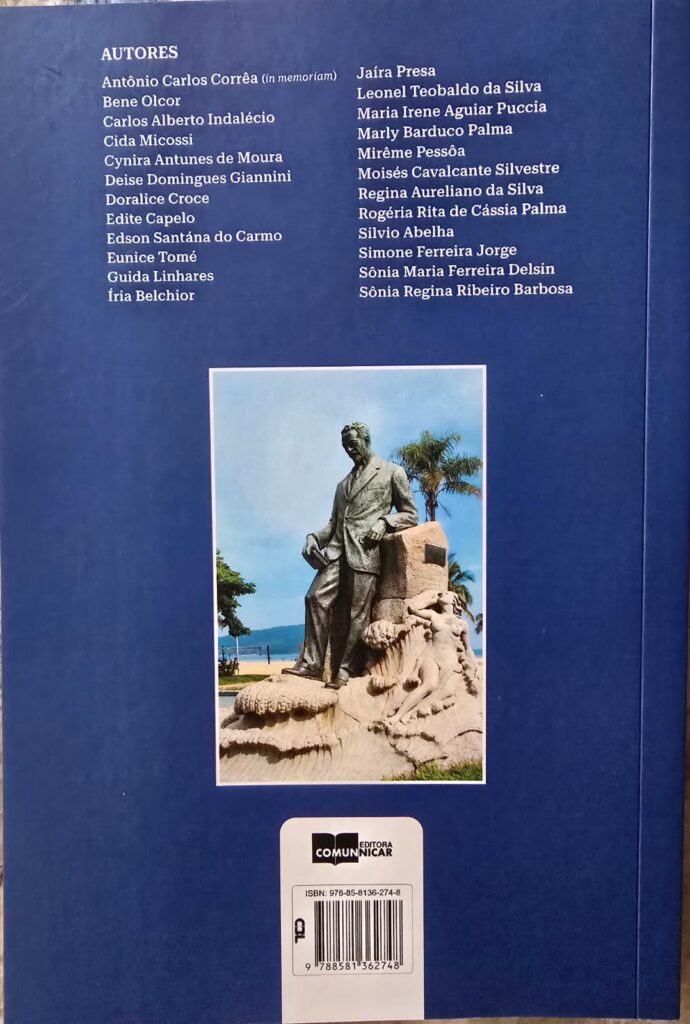 AUTORES
Antônio Carlos Corrêa (in memoriam)
Bene Olcor
Carlos Alberto Indalécio
Cida Micossi
Cynira Antunes de Moura
Deise Domingues Giannini
Doralice Croce
Edite Capelo
Edson Santána do Carmo
Eunice Tomé
Guida Linhares
Íria Belchior
Jaíra Presa
Leonel Teobaldo da Silva
Maria Irene Aguiar Puccia
Marly Barduco Palma
Mirême Pessôa
Moisés Cavalcante Silvestre
Regina Aureliano da Silva
Rogéria Rita de Cássia Palma
Silvio Abelha
Simone Ferreira Jorge
Sônia Maria Ferreira Delsin
Sônia Regina Ribeiro Barbosa
EDITORA
COMUNNICAR
ISBN: 978-85-8136-274-8
CBL
9 788581 362748